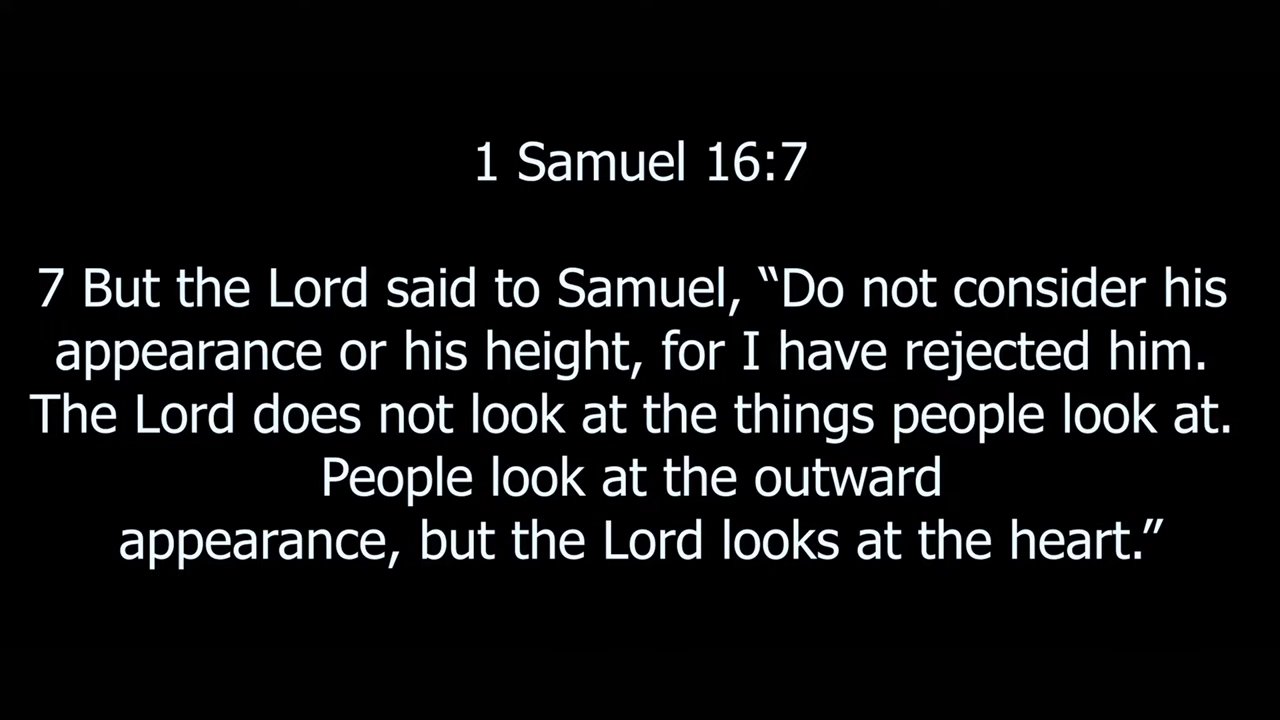 1 Samuel 16:7
7 But the Lord said to Samuel, “Do not consider his
appearance or his height, for I have rejected him.
The Lord does not look at the things people look at.
People look at the outward
appearance, but the Lord looks at the heart.”